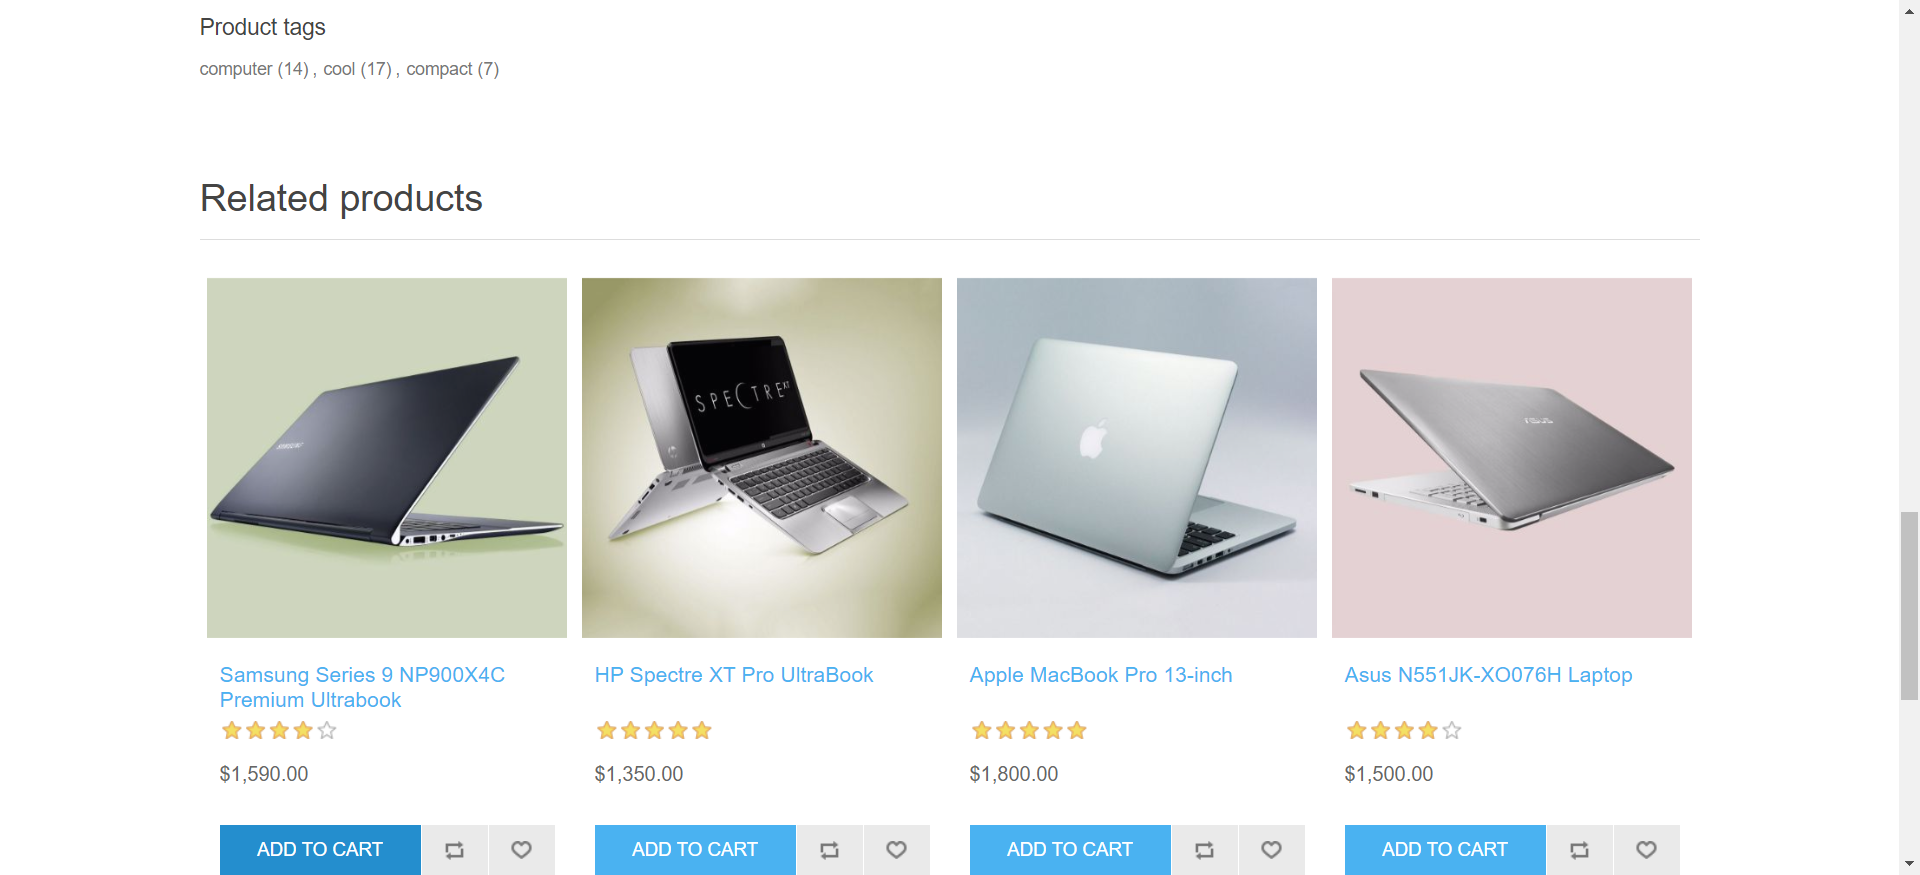 Product tags
computer (14) , cool (17) , compact (7)
Related products
SAMSUNG
SPECTRE XT
ASUS
Samsung Series 9 NP900X4C
Premium Ultrabook
HP Spectre XT Pro UltraBook
Apple MacBook Pro 13-inch
Asus N551JK-XO076H Laptop
$1,590.00
$1,350.00
$1,800.00
$1,500.00
ADD TO CART
ADD TO CART
ADD TO CART
ADD TO CART